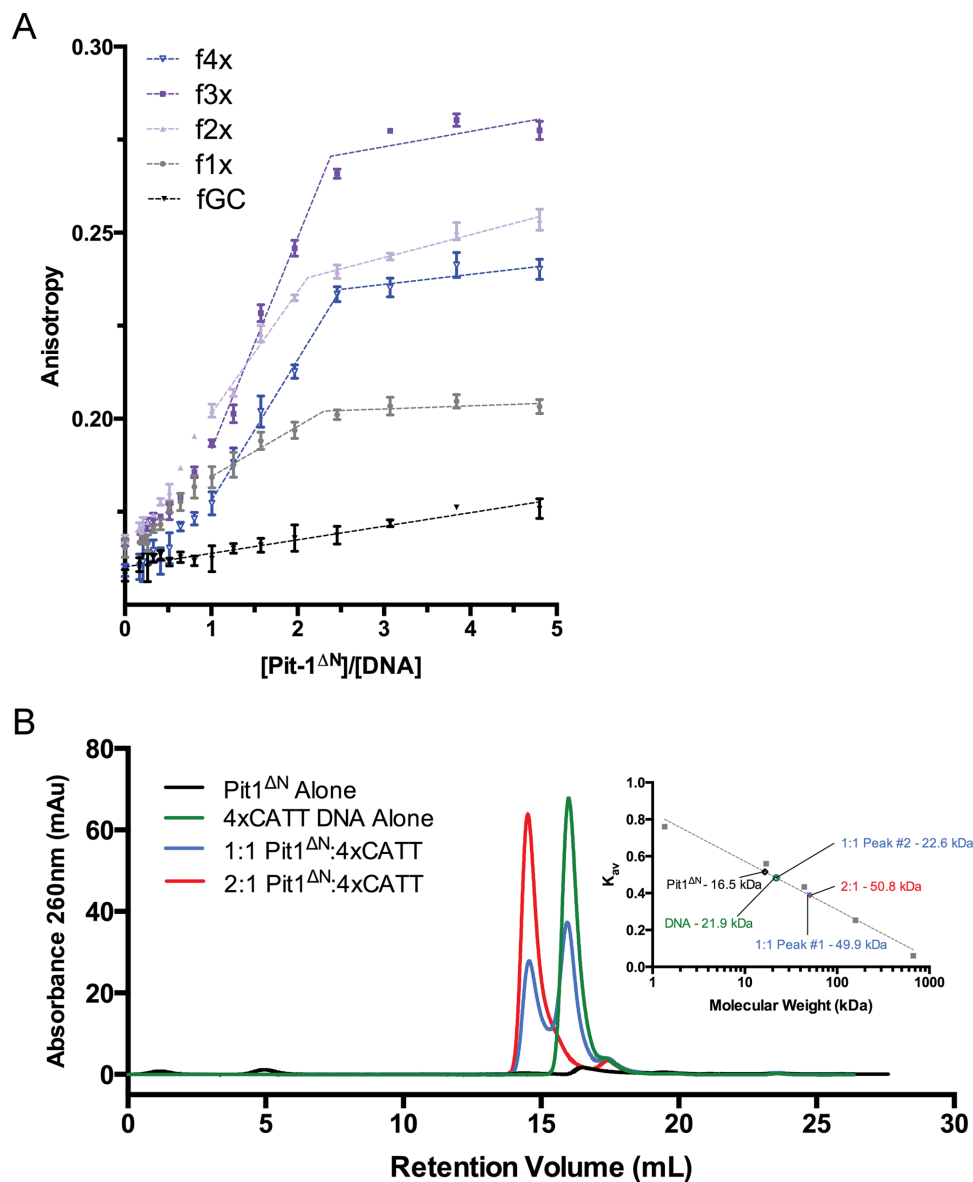 A
0.30
0.25
0.20
Anisotropy
f4x
f3x
f2x
f1x
fGC
0 1 2 3 4 5
[Pit-1ΔN]/[DNA]
B
80
60
40
20
0
Absorbance 260nm (mAu)
Pit1ΔN Alone
4xCATT DNA Alone
1:1 Pit1ΔN:4xCATT
2:1 Pit1ΔN:4xCATT
1.0
0.8
0.6
0.4
0.2
0.0
Kav
1:1 Peak #2 - 22.6 kDa
Pit1ΔN - 16.5 kDa
2:1 - 50.8 kDa
DNA - 21.9 kDa
1:1 Peak #1 - 49.9 kDa
1 10 100 1000
Molecular Weight (kDa)
0 5 10 15 20 25 30
Retention Volume (mL)